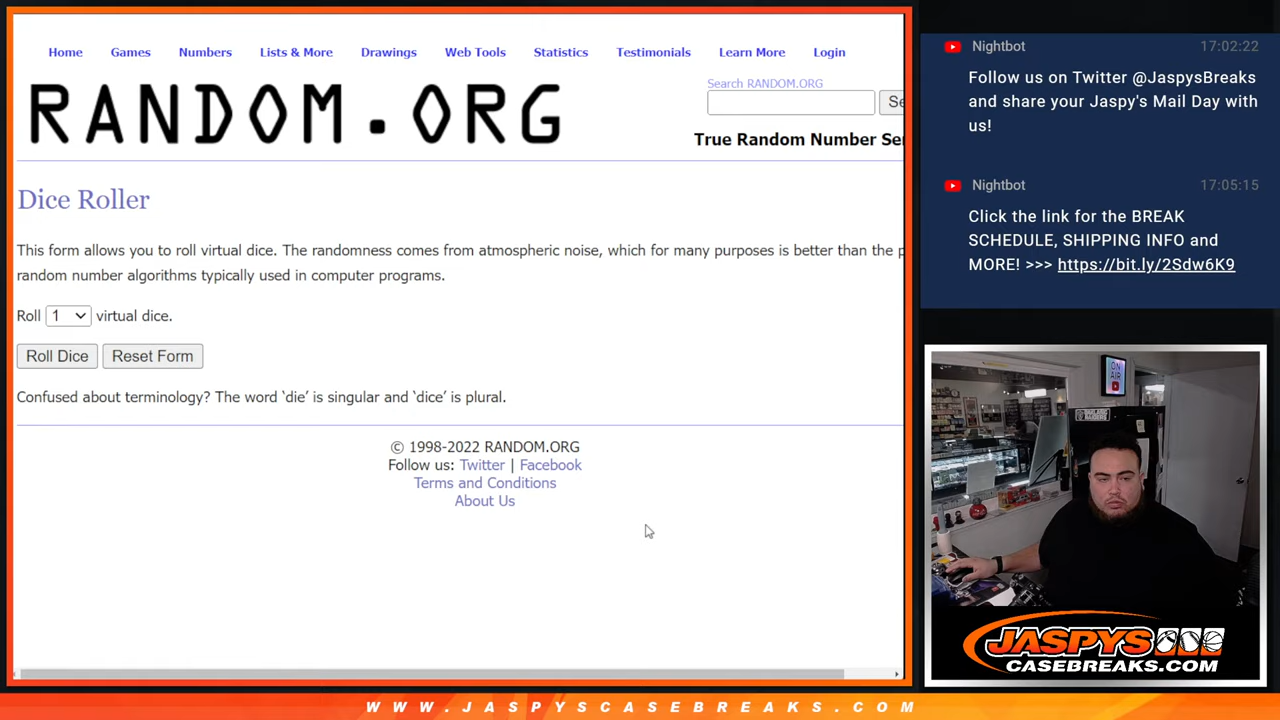 Home Games Numbers Lists & More Drawings Web Tools Statistics Testimonials Learn More Login
RANDOM.ORG
Search RANDOM.ORG
Se
True Random Number Ser
Dice Roller
This form allows you to roll virtual dice. The randomness comes from atmospheric noise, which for many purposes is better than the p
random number algorithms typically used in computer programs.
Roll 1 virtual dice.
Roll Dice Reset Form
Confused about terminology? The word ‘die’ is singular and ‘dice’ is plural.
© 1998-2022 RANDOM.ORG
Follow us: Twitter | Facebook
Terms and Conditions
About Us
Nightbot 17:02:22
Follow us on Twitter @JaspysBreaks
and share your Jaspy's Mail Day with
us!
Nightbot 17:05:15
Click the link for the BREAK
SCHEDULE, SHIPPING INFO and
MORE! >>> https://bit.ly/2Sdw6K9
ON
AIR
JASPYS
CASEBREAKS.COM
WWW.JASPYSCASEBREAKS.COM